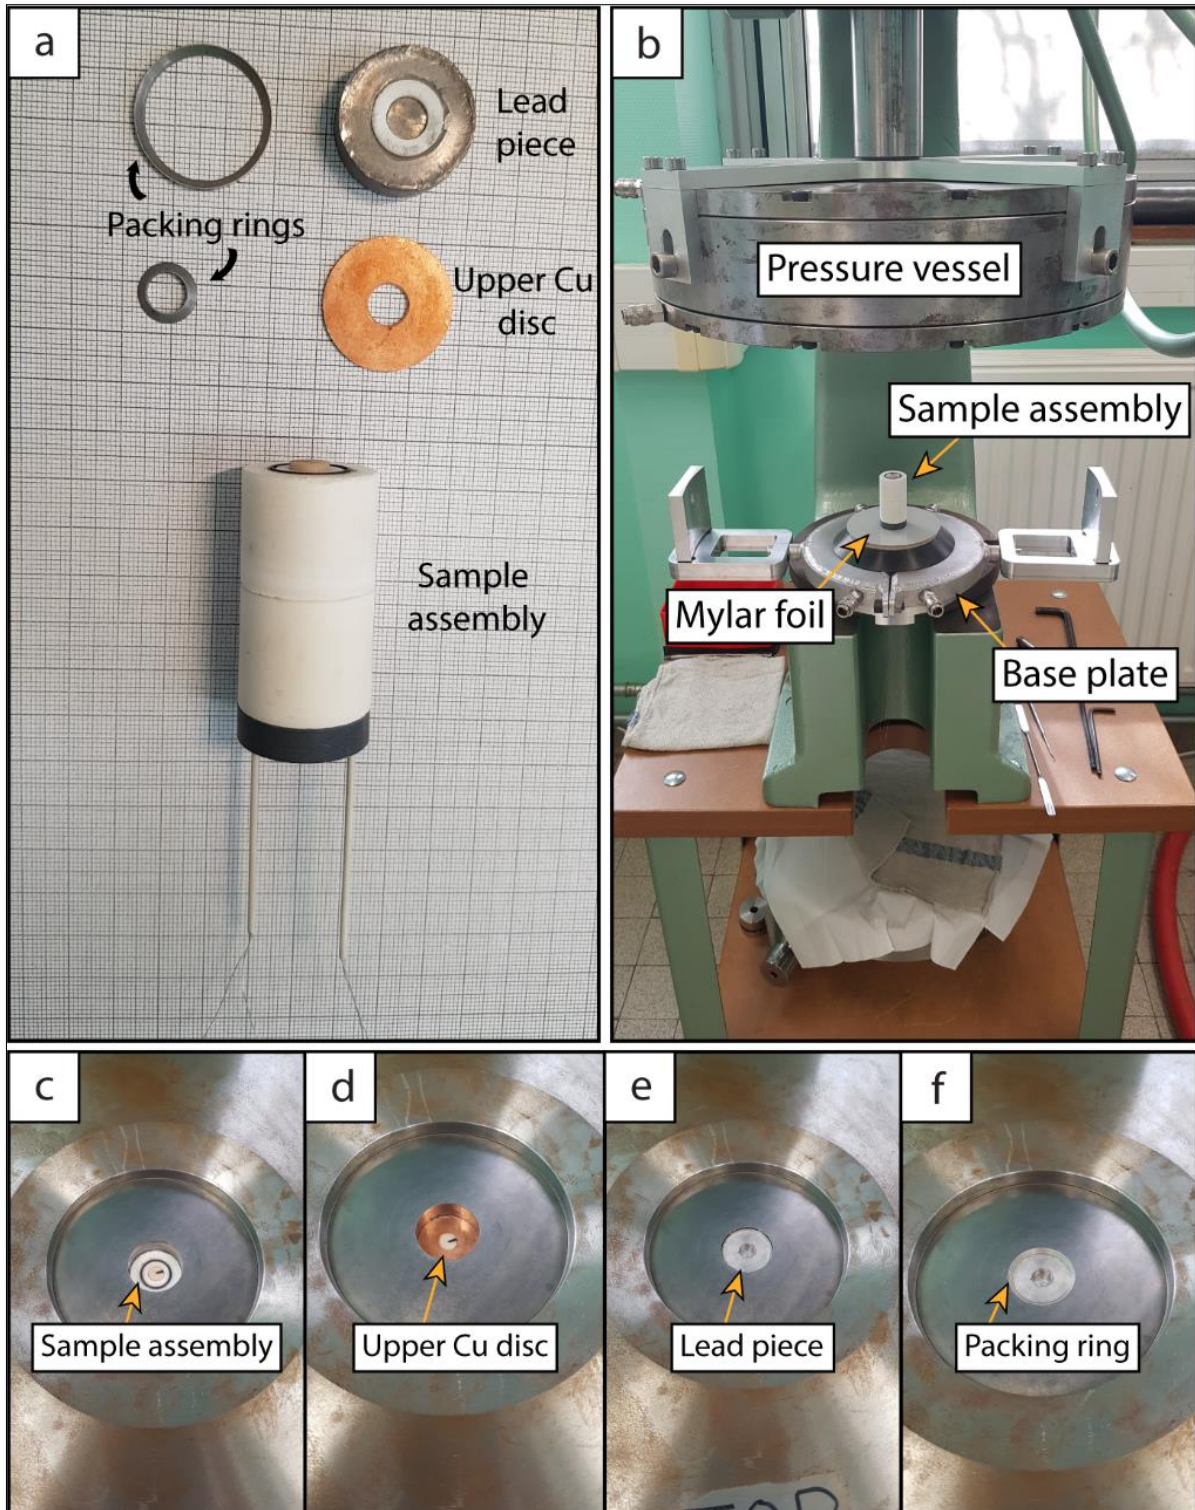 a
Lead
piece
Packing rings
Upper Cu
disc
Sample
assembly
b
Pressure vessel
Sample assembly
Mylar foil
Base plate
c
Sample assembly
d
Upper Cu disc
e
Lead piece
f
Packing ring